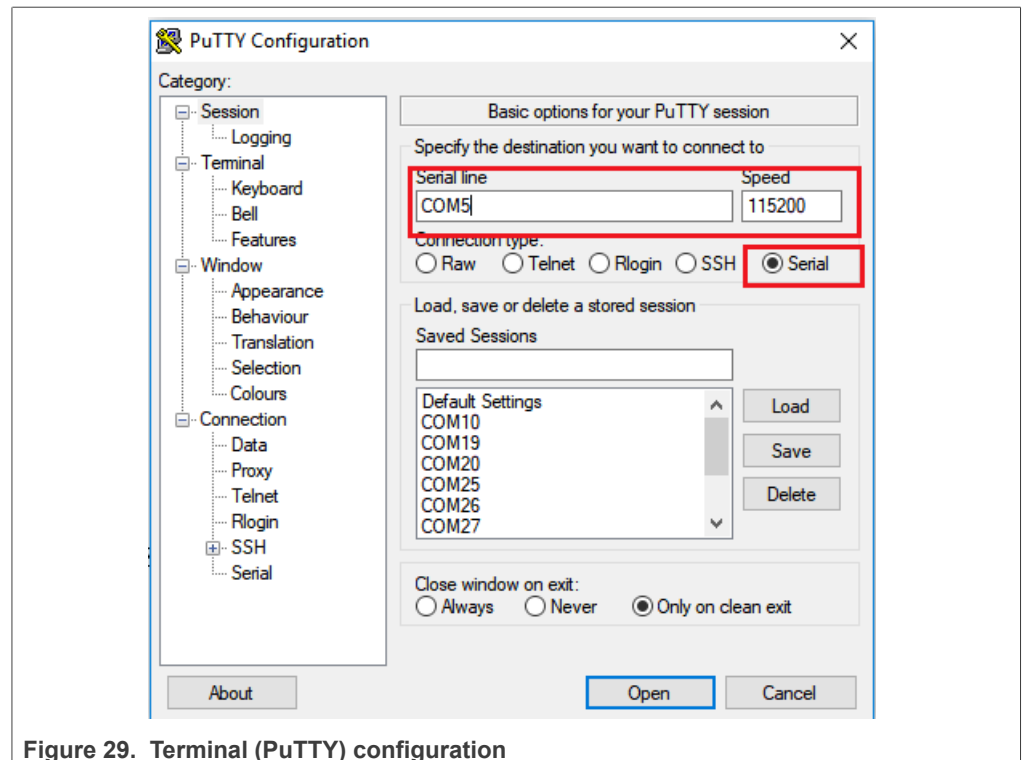 PuTTY Configuration
Category:
Session
Logging
Terminal
Keyboard
Bell
Features
Window
Appearance
Behaviour
Translation
Selection
Colours
Connection
Data
Proxy
Telnet
Rlogin
SSH
Serial
Basic options for your PuTTY session
Specify the destination you want to connect to
Serial line Speed
COM5 115200
Connection type:
Raw Telnet Rlogin SSH Serial
Load, save or delete a stored session
Saved Sessions
Default Settings
COM10
COM19
COM20
COM25
COM26
COM27
Load
Save
Delete
Close window on exit:
Always Never Only on clean exit
About Open Cancel
Figure 29. Terminal (PuTTY) configuration